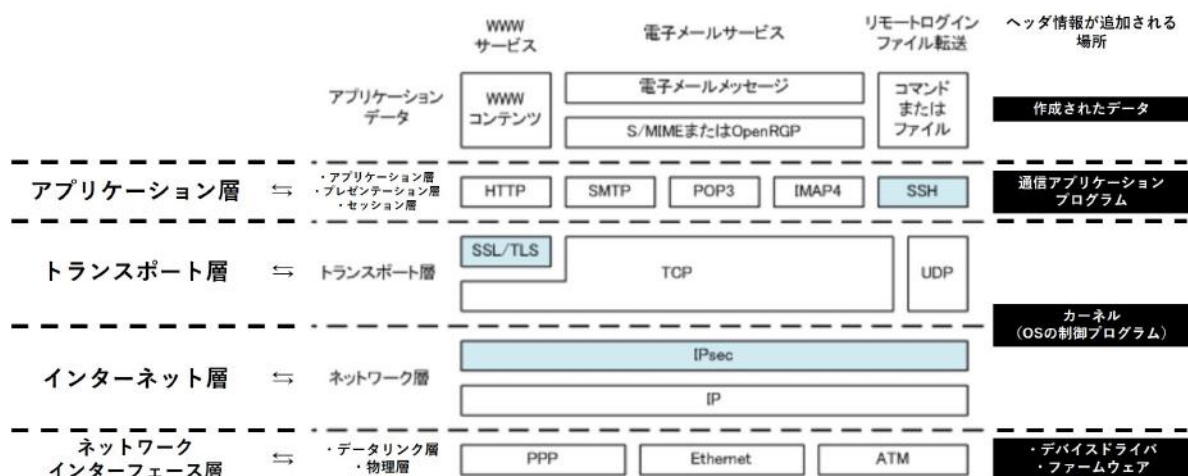 WWW
サービス
電子メールサービス
リモートログイン
ファイル転送
ヘッダ情報が追加される
場所
アプリケーション
データ
WWW
コンテンツ
電子メールメッセージ
S/MIMEまたはOpenRGP
コマンド
または
ファイル
作成されたデータ
アプリケーション層
⇆
・アプリケーション層
・プレゼンテーション層
・セッション層
HTTP
SMTP
POP3
IMAP4
SSH
通信アプリケーション
プログラム
トランスポート層
⇆
トランスポート層
SSL/TLS
TCP
UDP
カーネル
(OSの制御プログラム)
インターネット層
⇆
ネットワーク層
IPsec
IP
ネットワーク
インターフェース層
⇆
・データリンク層
・物理層
PPP
Ethernet
ATM
・デバイスドライバ
・ファームウェア